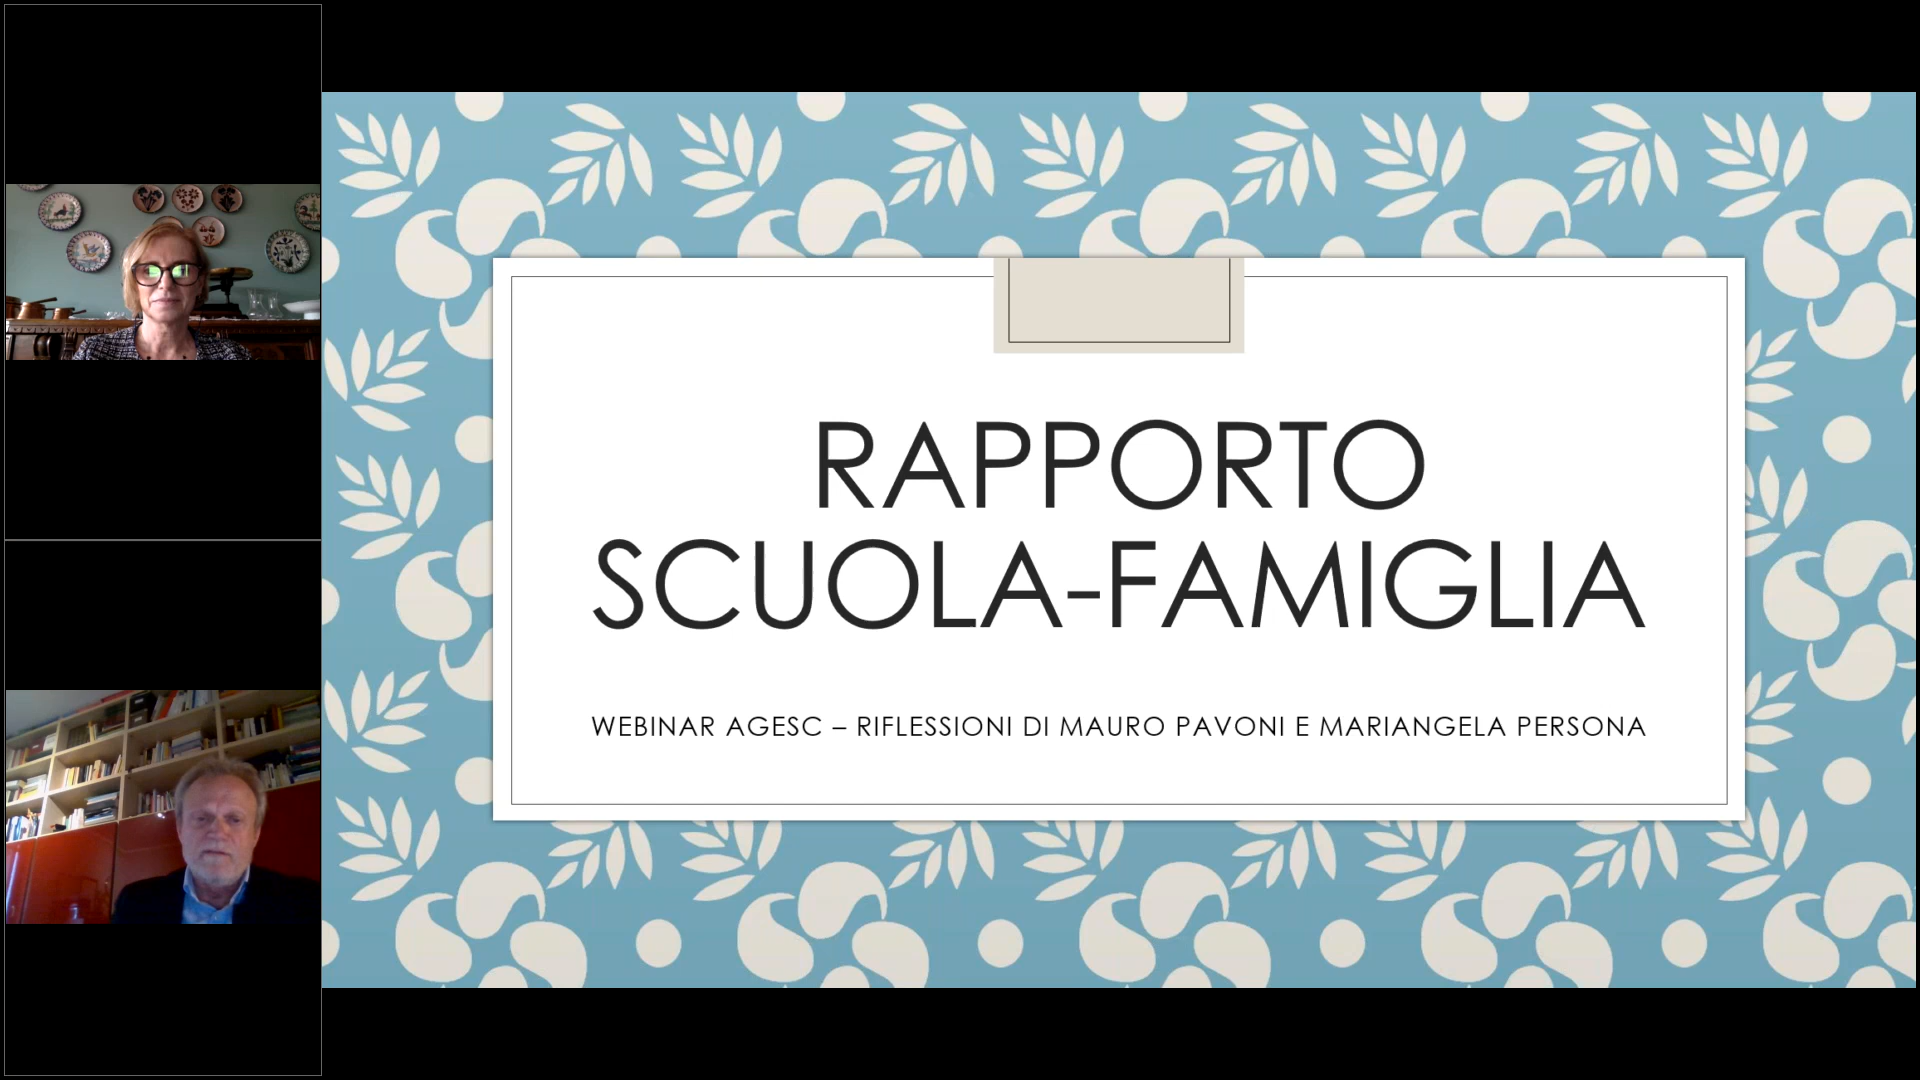 RAPPORTO
SCUOLA-FAMIGLIA
WEBINAR AGESC – RIFLESSIONI DI MAURO PAVONI E MARIANGELA PERSONA